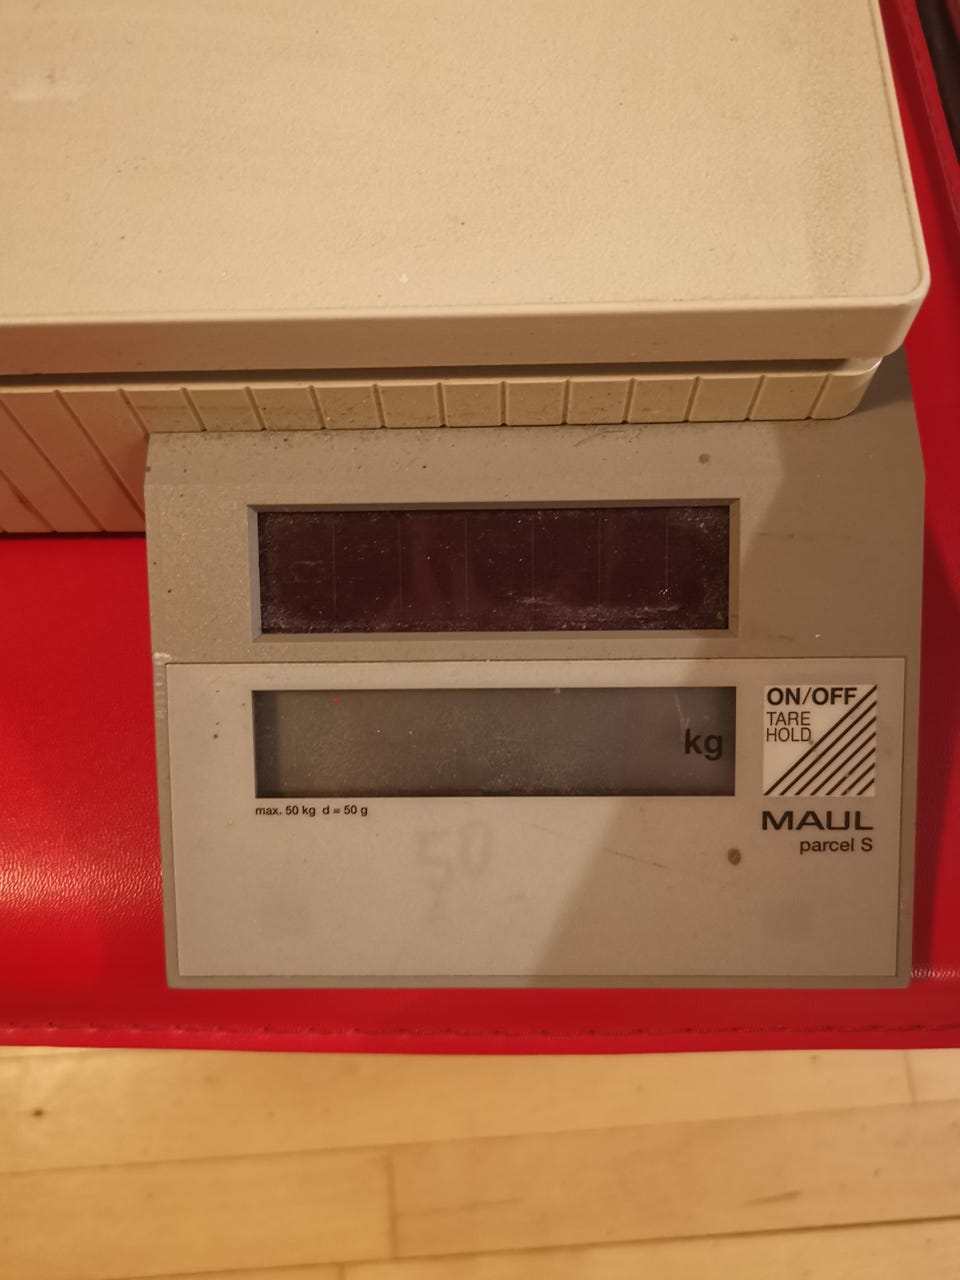 kg
ON/OFF
TARE
HOLD
max. 50 kg d = 50 g
MAUL
parcel S
50